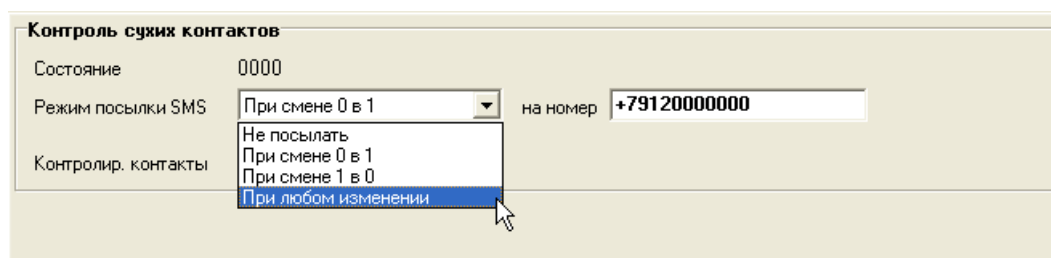 Контроль сухих контактов
Состояние 0000
Режим посылки SMS При смене 0 в 1 на номер +79120000000
Не посылать
При смене 0 в 1
Контролир. контакты
При смене 1 в 0
При любом изменении